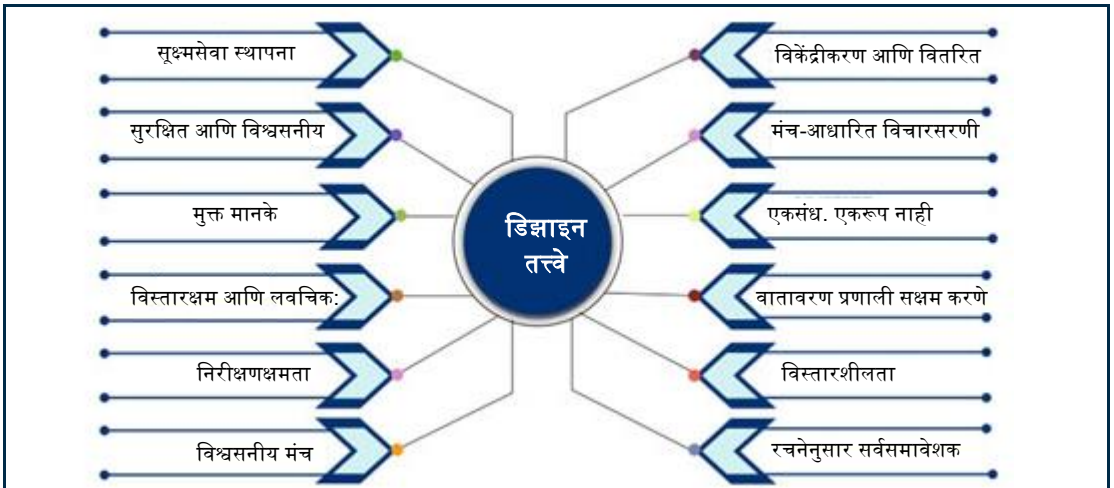 सूक्ष्मसेवा स्थापना
सुरक्षित आणि विश्वसनीय
मुक्त मानके
विस्तारक्षम आणि लवचिक:
निरीक्षणक्षमता
विश्वसनीय मंच
डिझाइन
तत्त्वे
विकेंद्रीकरण आणि वितरित
मंच-आधारित विचारसरणी
एकसंध. एकरूप नाही
वातावरण प्रणाली सक्षम करणे
विस्तारशीलता
रचनेनुसार सर्वसमावेशक